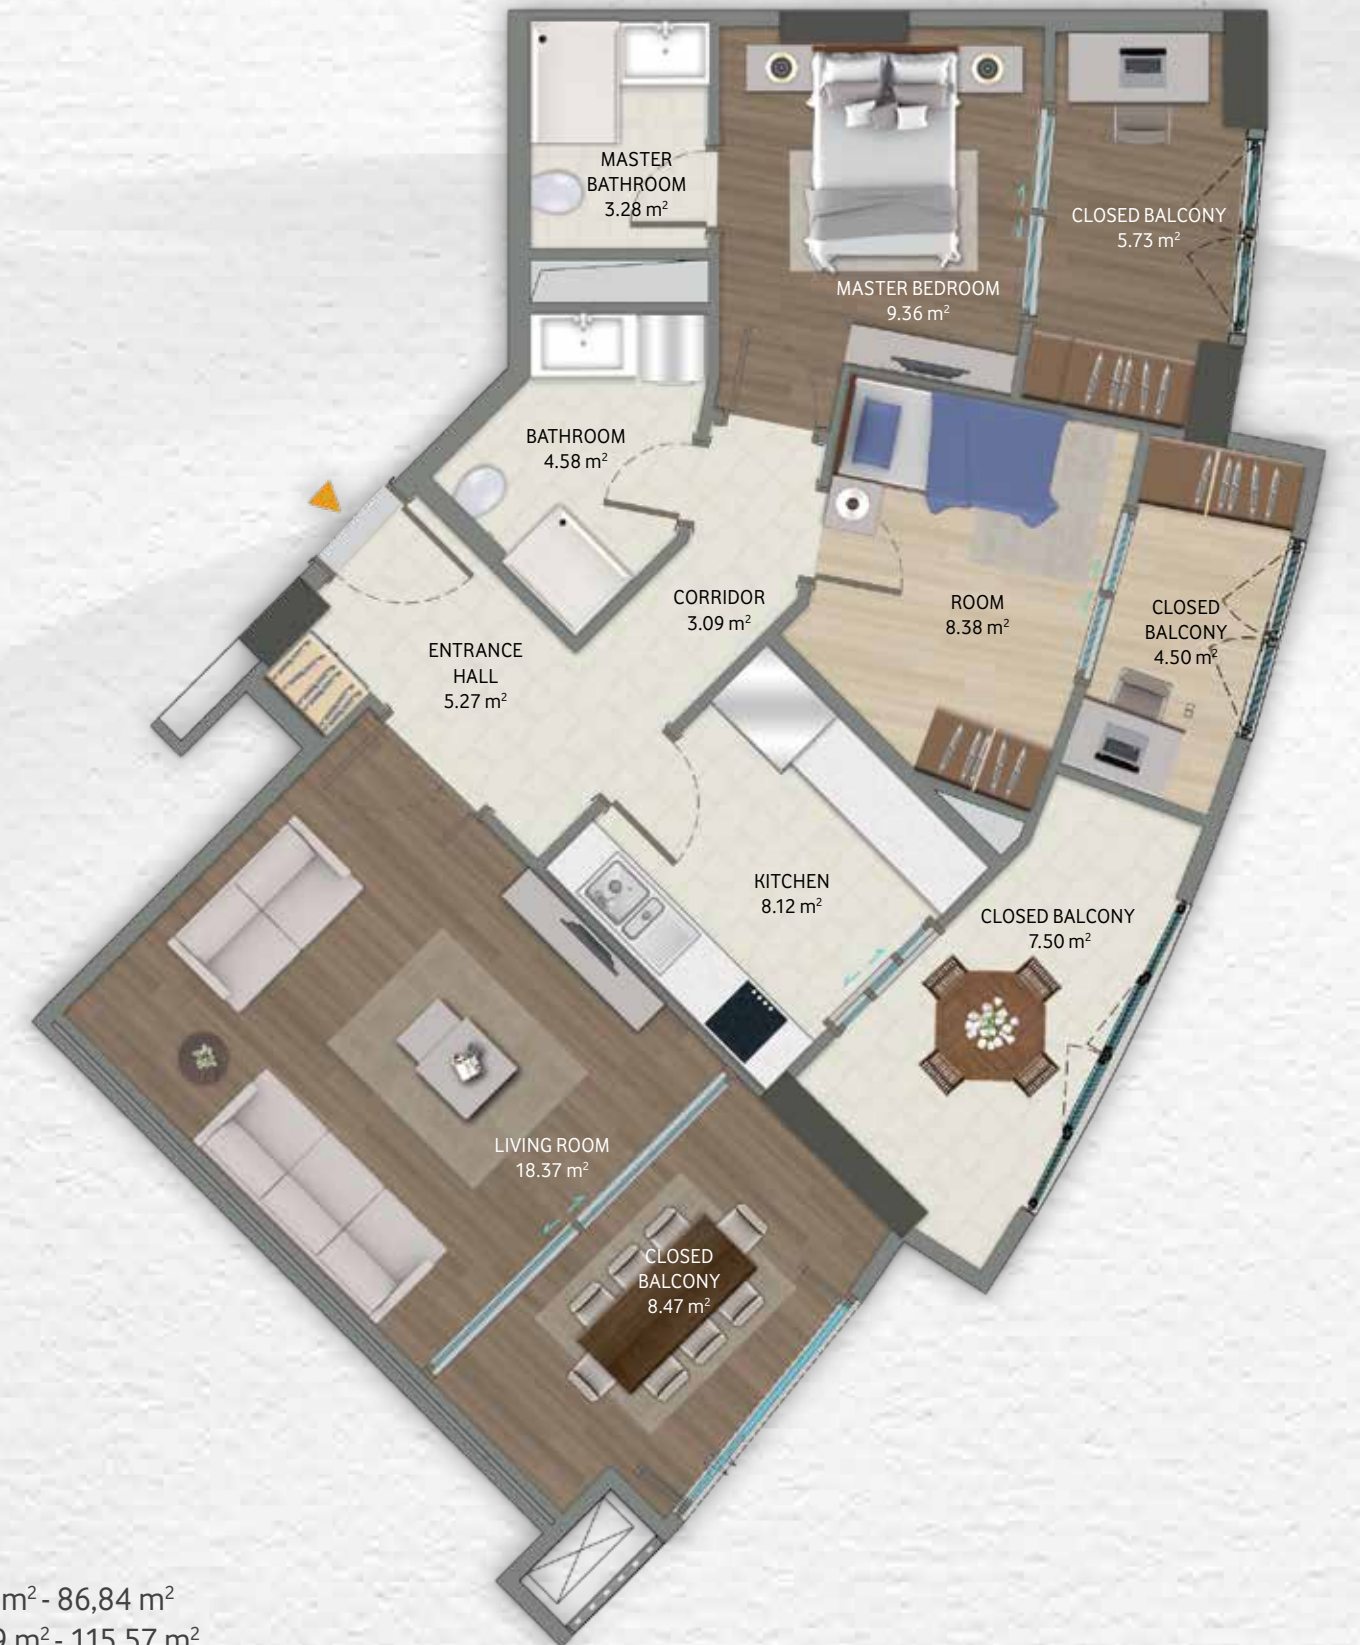 MASTER
BATHROOM
3.28 m²
CLOSED BALCONY
5.73 m²
MASTER BEDROOM
9.36 m²
BATHROOM
4.58 m²
CORRIDOR
3.09 m²
ROOM
8.38 m²
CLOSED
BALCONY
4.50 m²
ENTRANCE
HALL
5.27 m²
KITCHEN
8.12 m²
CLOSED BALCONY
7.50 m²
LIVING ROOM
18.37 m²
CLOSED
BALCONY
8.47 m²
m² - 86,84 m²
9 m² - 115,57 m²